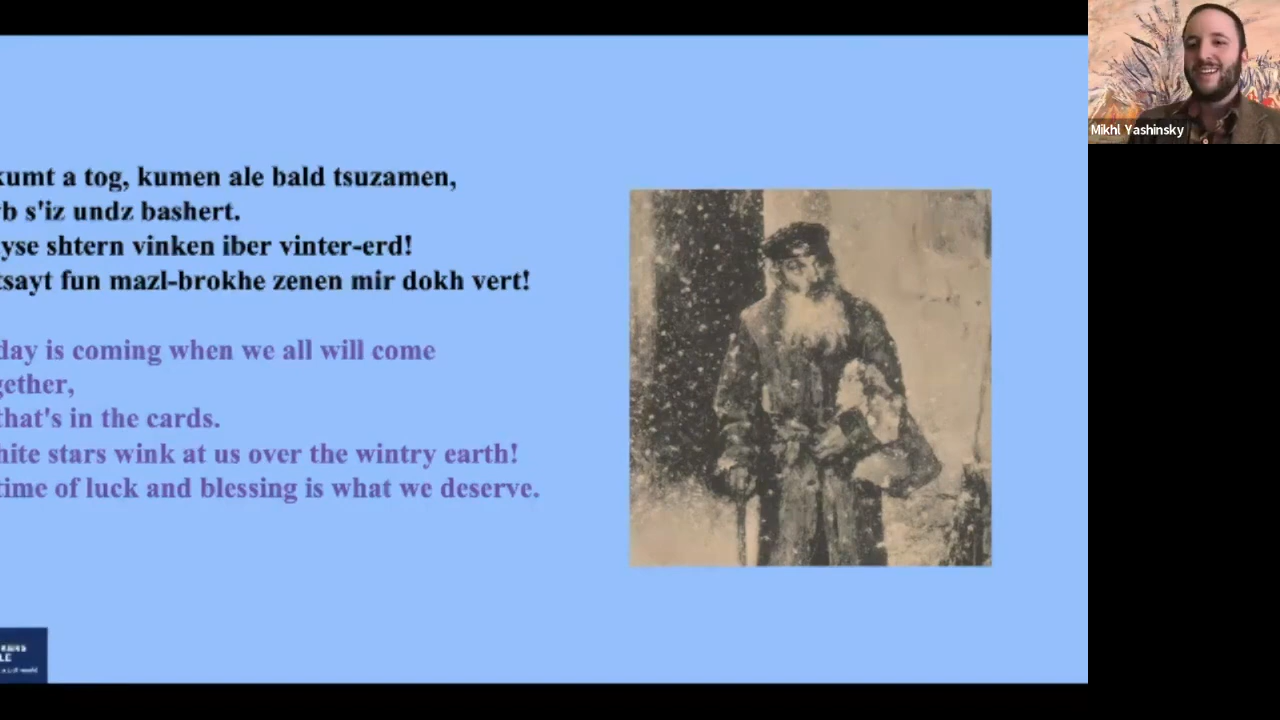 kumt a tog, kumen ale bald tsuzamen,
b s'iz undz bashert.
yse shtern vinken iber vinter-erd!
tsayt fun mazl-brokhe zenen mir dokh vert!
day is coming when we all will come
gether,
that's in the cards.
hite stars wink at us over the wintry earth!
time of luck and blessing is what we deserve.
Mikhl Yashinsky